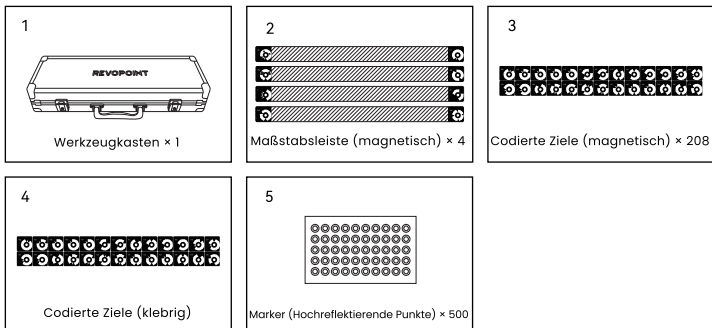 1
REVOPOINT
Werkzeugkasten × 1
2
Maßstabsleiste (magnetisch) × 4
3
Codierte Ziele (magnetisch) × 208
4
Codierte Ziele (klebrig)
5
Marker (Hochreflektierende Punkte) × 500